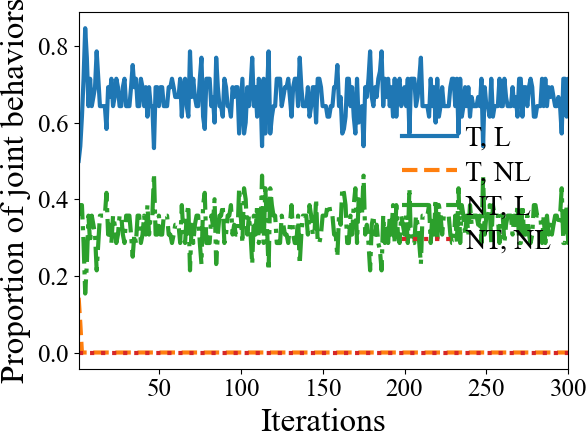 Proportion of joint behaviors
0.8
0.6
0.4
0.2
0.0
T, L
T, NL
NT, L
NT, NL
50 100 150 200 250 300
Iterations